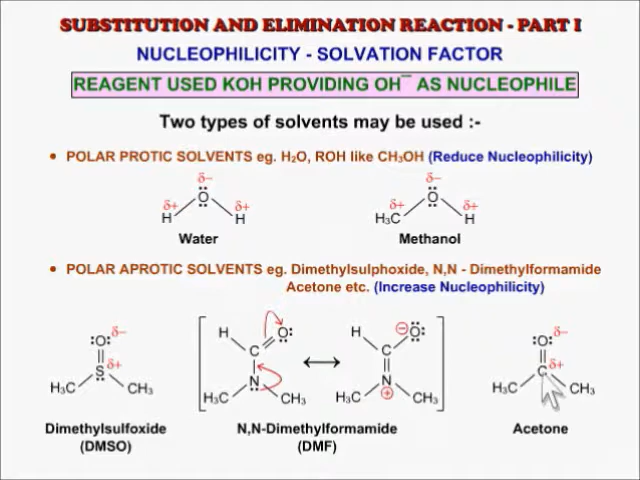 SUBSTITUTION AND ELIMINATION REACTION - PART I
NUCLEOPHILICITY - SOLVATION FACTOR
REAGENT USED KOH PROVIDING OH⁻ AS NUCLEOPHILE
Two types of solvents may be used :-
• POLAR PROTIC SOLVENTS eg. H₂O, ROH like CH₃OH (Reduce Nucleophilicity)
δ− δ−
δ+ O δ+ δ+ O δ+
H H H₃C H
Water Methanol
• POLAR APROTIC SOLVENTS eg. Dimethylsulphoxide, N,N - Dimethylformamide
Acetone etc. (Increase Nucleophilicity)
:O: δ− H O: H ⊖ O: :O: δ−
S δ+ C C C δ+
N N
⊕
H₃C CH₃ H₃C CH₃ H₃C CH₃ H₃C CH₃
Dimethylsulfoxide N,N-Dimethylformamide Acetone
(DMSO) (DMF)